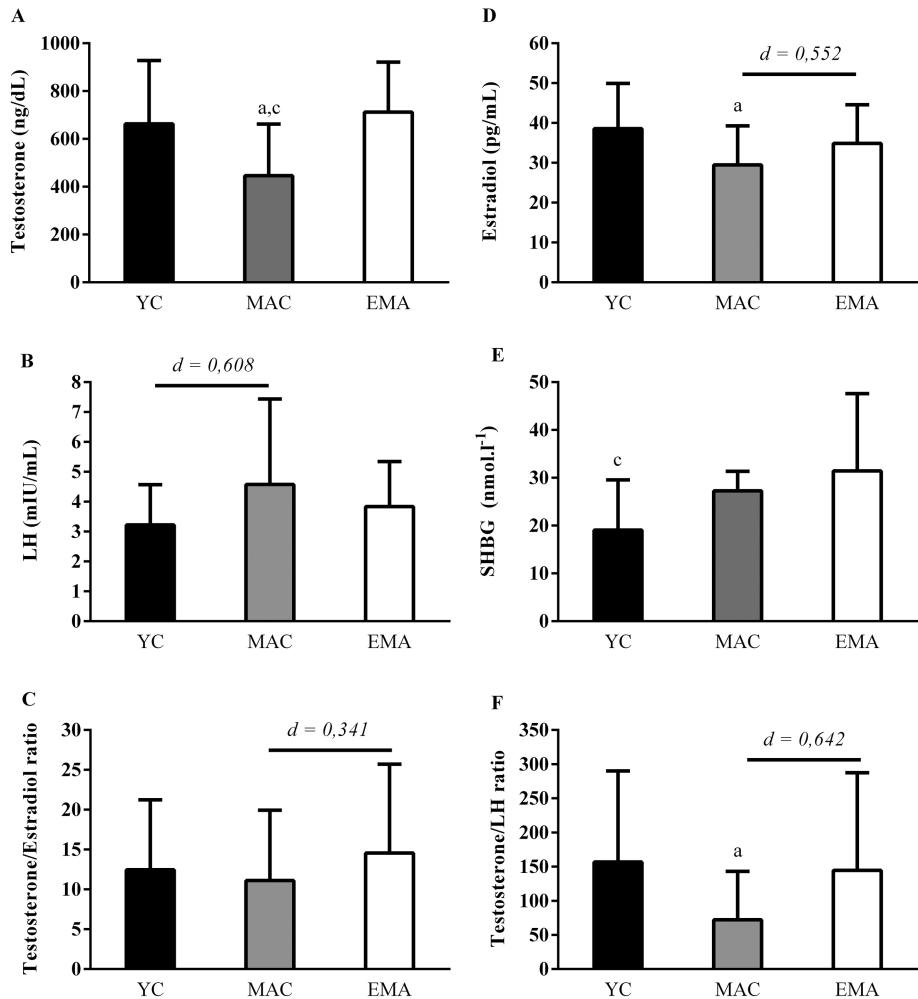 A
Testosterone (ng/dL)
1000
800
600
400
200
0
a,c
YC MAC EMA
D
Estradiol (pg/mL)
60
50
40
30
20
10
0
d = 0,552
a
YC MAC EMA
B
LH (mIU/mL)
8
7
6
5
4
3
2
1
0
d = 0,608
YC MAC EMA
E
SHBG (nmol.l⁻¹)
50
40
30
20
10
0
c
YC MAC EMA
C
Testosterone/Estradiol ratio
30
25
20
15
10
5
0
d = 0,341
YC MAC EMA
F
Testosterone/LH ratio
350
300
250
200
150
100
50
0
d = 0,642
a
YC MAC EMA